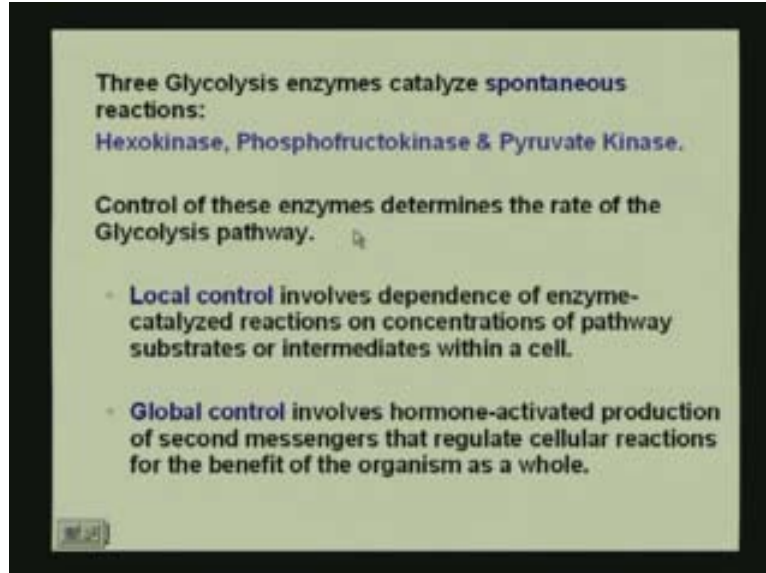 Three Glycolysis enzymes catalyze spontaneous
reactions:
Hexokinase, Phosphofructokinase & Pyruvate Kinase.
Control of these enzymes determines the rate of the
Glycolysis pathway.
Local control involves dependence of enzyme-
catalyzed reactions on concentrations of pathway
substrates or intermediates within a cell.
Global control involves hormone-activated production
of second messengers that regulate cellular reactions
for the benefit of the organism as a whole.